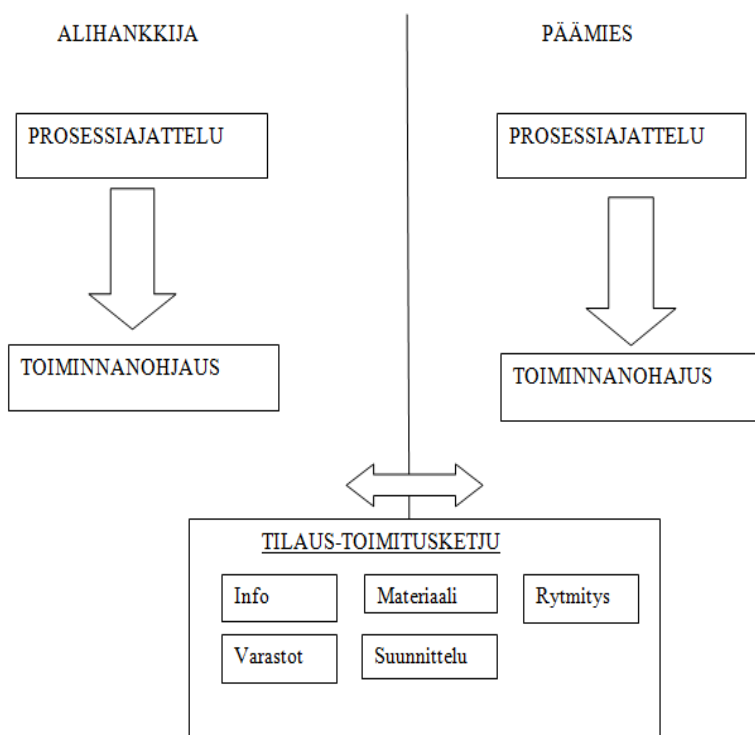 ALIHANKKIJA
PÄÄMIES
PROSESSIAJATTELU
PROSESSIAJATTELU
TOIMINNANOHJAUS
TOIMINNANOHAJUS
TILAUS-TOIMITUSKETJU
Info
Materiaali
Rytmitys
Varastot
Suunnittelu